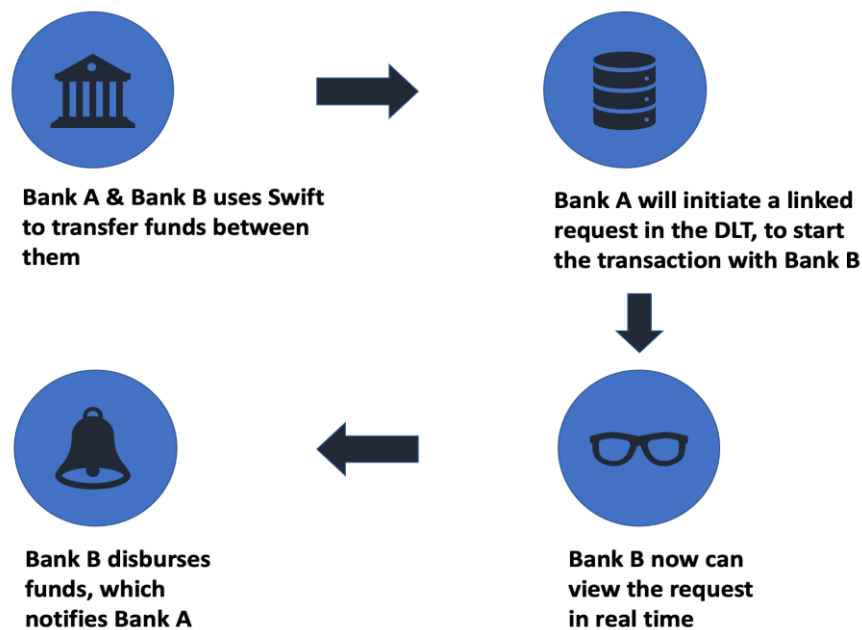 Bank A & Bank B uses Swift
to transfer funds between
them
Bank A will initiate a linked
request in the DLT, to start
the transaction with Bank B
Bank B now can
view the request
in real time
Bank B disburses
funds, which
notifies Bank A